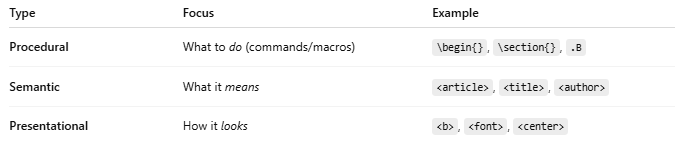 Type Focus Example
Procedural What to do (commands/macros) \begin{}, \section{}, .B
Semantic What it means <article>, <title>, <author>
Presentational How it looks <b>, <font>, <center>